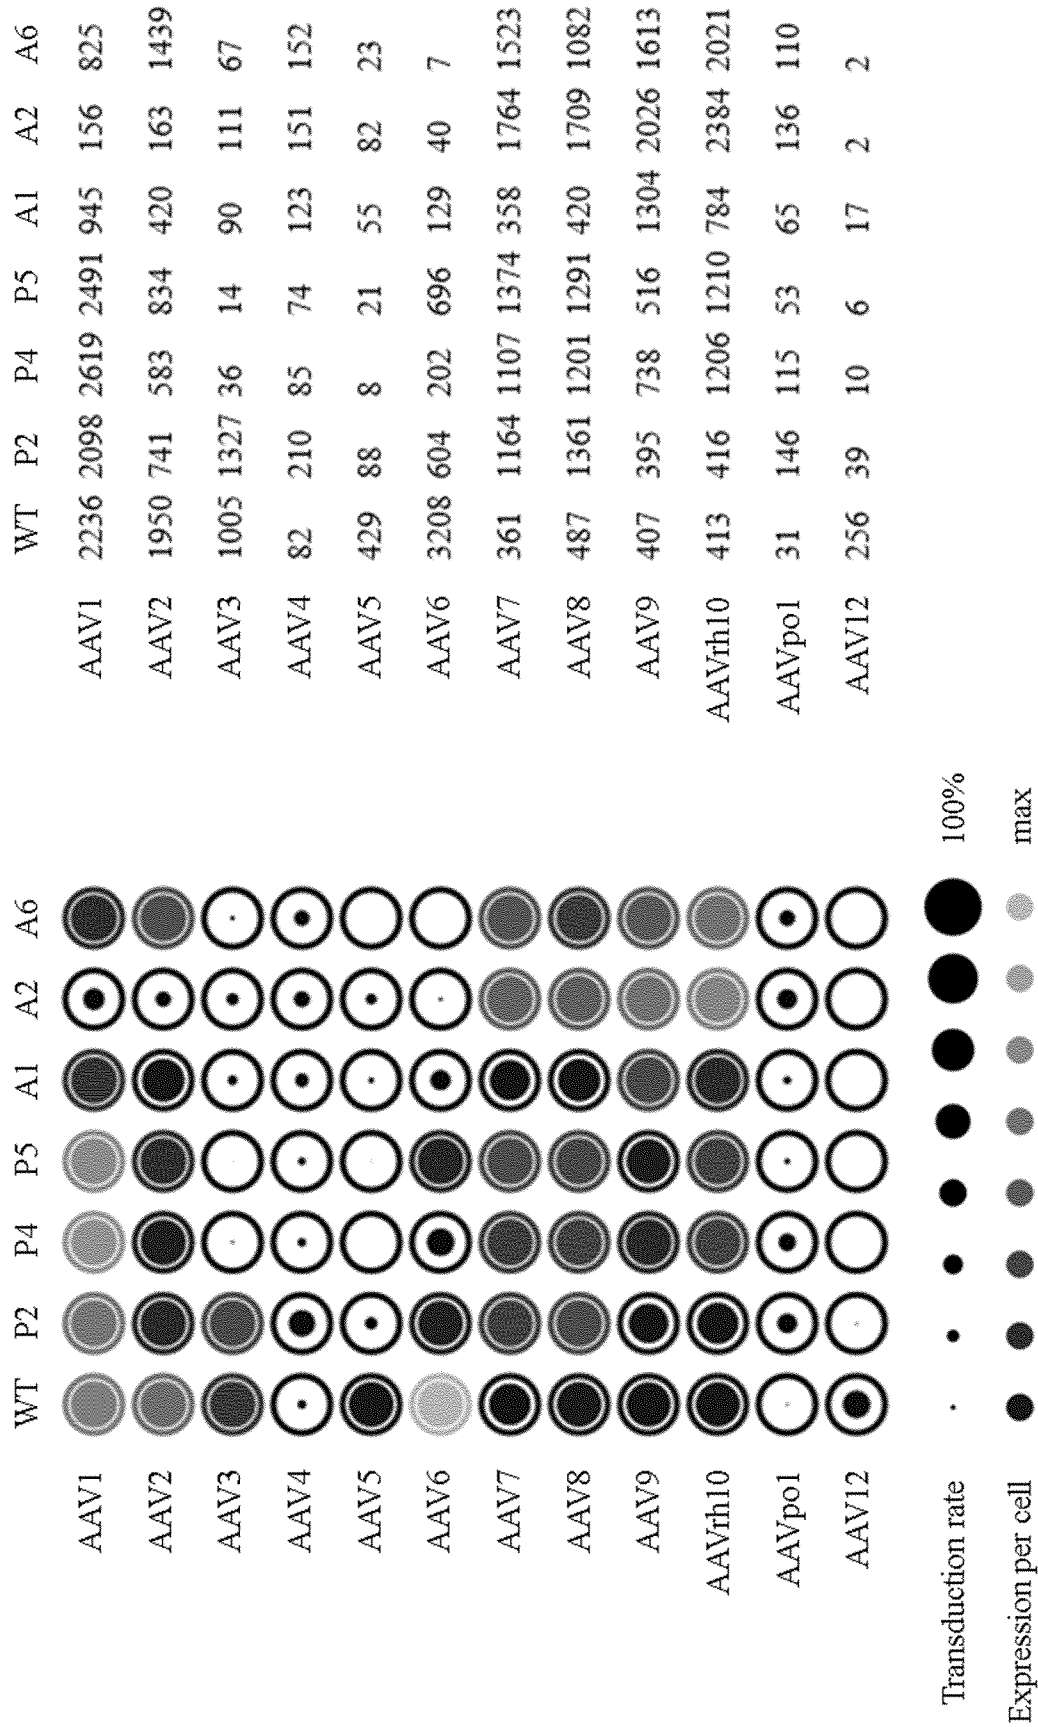 WT P2 P4 P5 A1 A2 A6
AAV1
AAV2
AAV3
AAV4
AAV5
AAV6
AAV7
AAV8
AAV9
AAVrh10
AAVpo1
AAV12
Transduction rate 100%
Expression per cell max
WT P2 P4 P5 A1 A2 A6
AAV1 2236 2098 2619 2491 945 156 825
AAV2 1950 741 583 834 420 163 1439
AAV3 1005 1327 36 14 90 111 67
AAV4 82 210 85 74 123 151 152
AAV5 429 88 8 21 55 82 23
AAV6 3208 604 202 696 129 40 7
AAV7 361 1164 1107 1374 358 1764 1523
AAV8 487 1361 1201 1291 420 1709 1082
AAV9 407 395 738 516 1304 2026 1613
AAVrh10 413 416 1206 1210 784 2384 2021
AAVpo1 31 146 115 53 65 136 110
AAV12 256 39 10 6 17 2 2